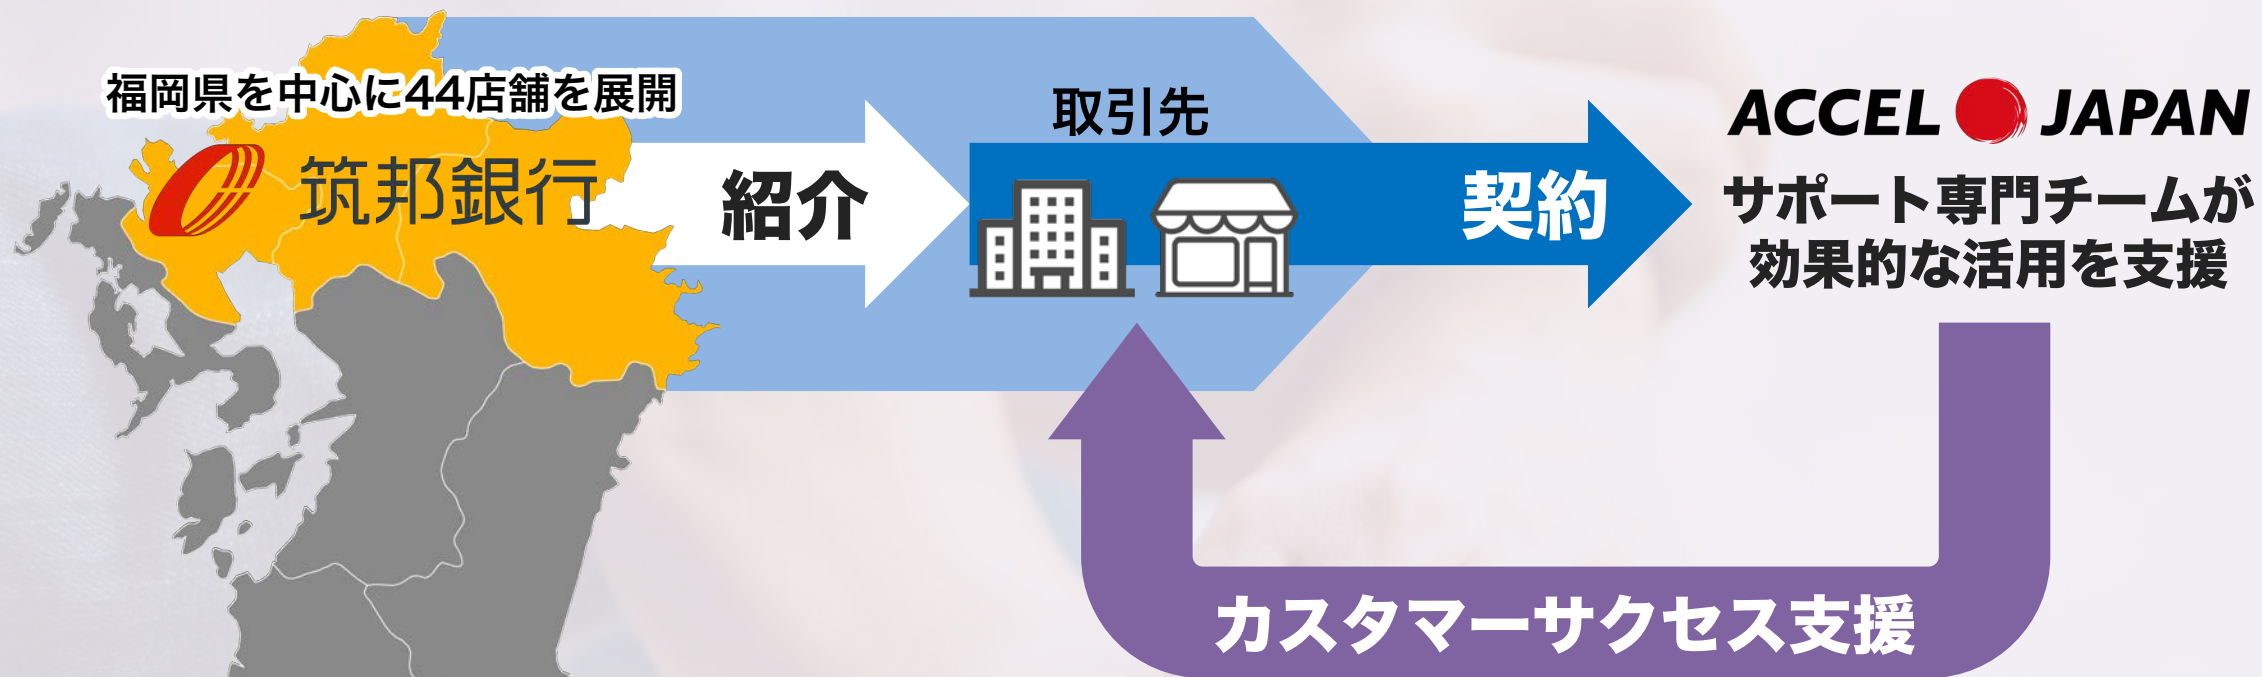 福岡県を中心に44店舗を展開
筑邦銀行
紹介
取引先
契約
ACCEL JAPAN
サポート専門チームが
効果的な活用を支援
カスタマーサクセス支援